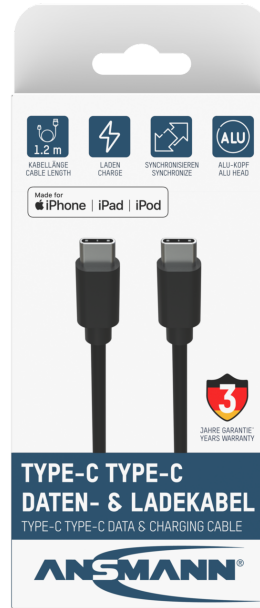 1.2 m
KABELLÄNGE
CABLE LENGTH
LADEN
CHARGE
SYNCHRONISIEREN
SYNCHRONIZE
ALU
ALU-KOPF
ALU HEAD
Made for
iPhone | iPad | iPod
3
JAHRE GARANTIE*
YEARS WARRANTY
TYPE-C TYPE-C
DATEN- & LADEKABEL
TYPE-C TYPE-C DATA & CHARGING CABLE
ANSMANN®